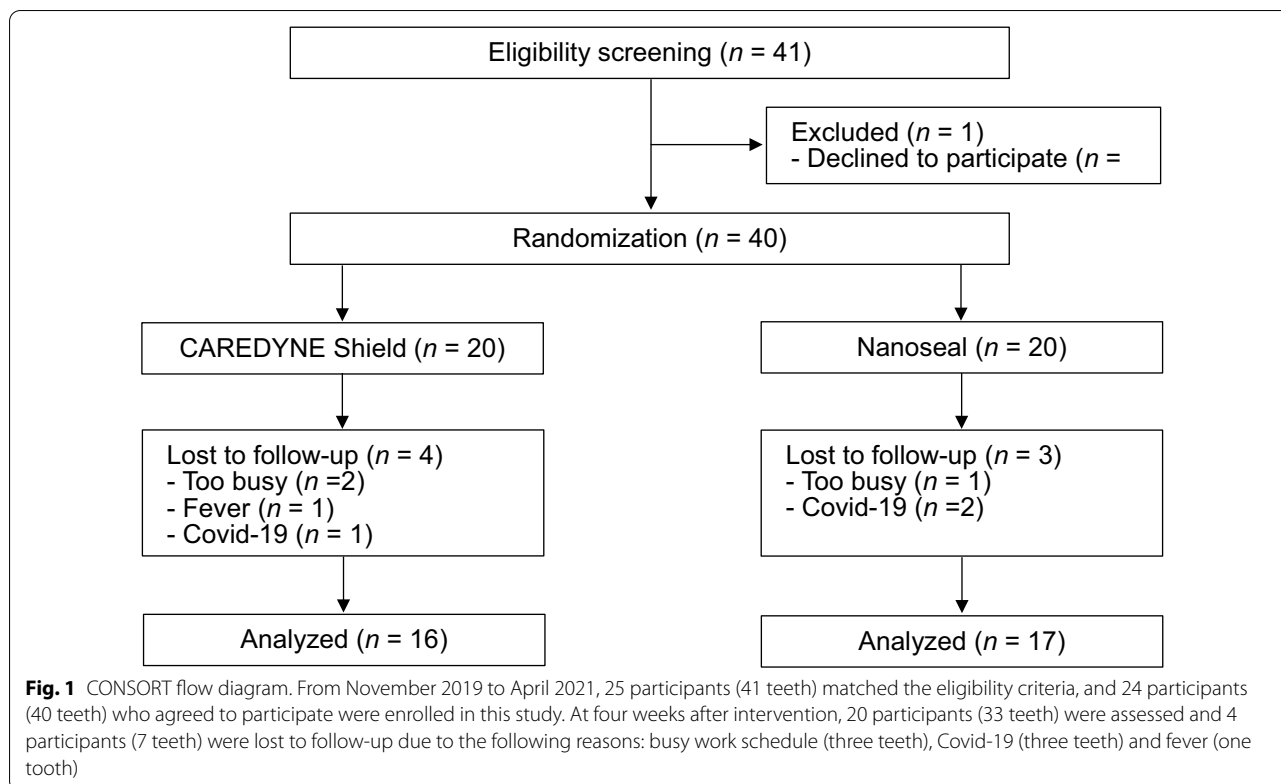 Eligibility screening (n = 41)
Excluded (n = 1)
- Declined to participate (n =
Randomization (n = 40)
CAREDYNE Shield (n = 20)
Nanoseal (n = 20)
Lost to follow-up (n = 4)
- Too busy (n =2)
- Fever (n = 1)
- Covid-19 (n = 1)
Lost to follow-up (n = 3)
- Too busy (n = 1)
- Covid-19 (n =2)
Analyzed (n = 16)
Analyzed (n = 17)
Fig. 1 CONSORT flow diagram. From November 2019 to April 2021, 25 participants (41 teeth) matched the eligibility criteria, and 24 participants
(40 teeth) who agreed to participate were enrolled in this study. At four weeks after intervention, 20 participants (33 teeth) were assessed and 4
participants (7 teeth) were lost to follow-up due to the following reasons: busy work schedule (three teeth), Covid-19 (three teeth) and fever (one
tooth)